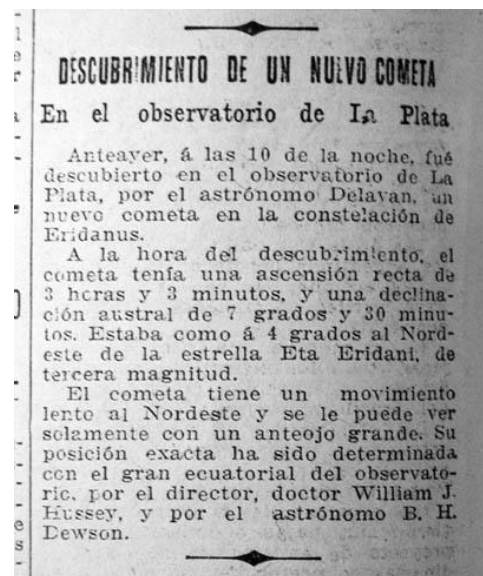 DESCUBRIMIENTO DE UN NUEVO COMETA
En el observatorio de La Plata
Anteayer, á las 10 de la noche, fué
descubierto en el observatorio de La
Plata, por el astrónomo Delavan, un
nuevo cometa en la constelación de
Eridanus.
A la hora del descubrimiento, el
cometa tenía una ascensión recta de
3 horas y 3 minutos, y una declina-
ción austral de 7 grados y 30 minu-
tos. Estaba como á 4 grados al Nord-
este de la estrella Eta Eridani, de
tercera magnitud.
El cometa tiene un movimiento
lento al Nordeste y se le puede ver
solamente con un anteojo grande. Su
posición exacta ha sido determinada
con el gran ecuatorial del observato-
rio, por el director, doctor William J.
Hussey, y por el astrónomo B. H.
Dewson.